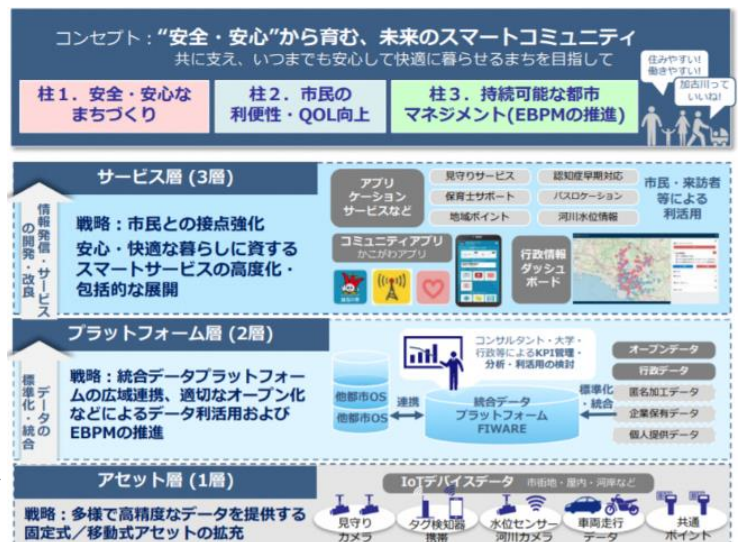 コンセプト：“安全・安心”から育む、未来のスマートコミュニティ
共に支え、いつまでも安心して快適に暮らせるまちを目指して
住みやすい!
働きやすい!
加古川って
いいね!
柱１．安全・安心な
まちづくり
柱２．市民の
利便性・QOL向上
柱３．持続可能な都市
マネジメント(EBPMの推進)
サービス層 (3層)
情報発信・サービス
の開発・改良
戦略：市民との接点強化
安心・快適な暮らしに資する
スマートサービスの高度化・
包括的な展開
アプリ
ケーション
サービスなど
見守りサービス
認知症早期対応
保育士サポート
バスロケーション
地域ポイント
河川水位情報
市民・来訪者
等による
利活用
コミュニティアプリ
かこがわアプリ
行政情報
ダッシュ
ボード
プラットフォーム層 (2層)
データの
標準化・統合
戦略：統合データプラットフォー
ムの広域連携、適切なオープン化
などによるデータ利活用および
EBPMの推進
コンサルタント・大学・
行政等によるKPI管理・
分析・利活用の検討
他都市OS
他都市OS
連携
統合データ
プラットフォーム
FIWARE
標準化
・統合
オープンデータ
行政データ
匿名加工データ
企業保有データ
個人提供データ
アセット層 (1層)
戦略：多様で高精度なデータを提供する
固定式／移動式アセットの拡充
IoTデバイスデータ 市街地・屋内・河岸など
見守り
カメラ
タグ検知器
携帯
水位センサー
河川カメラ
車両走行
データ
共通
ポイント